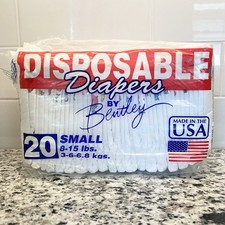 DISPOSABLE
Diapers
BY
Bentley
20
SMALL
8-15 lbs.
3-6-6.8 kgs.
MADE IN THE
USA